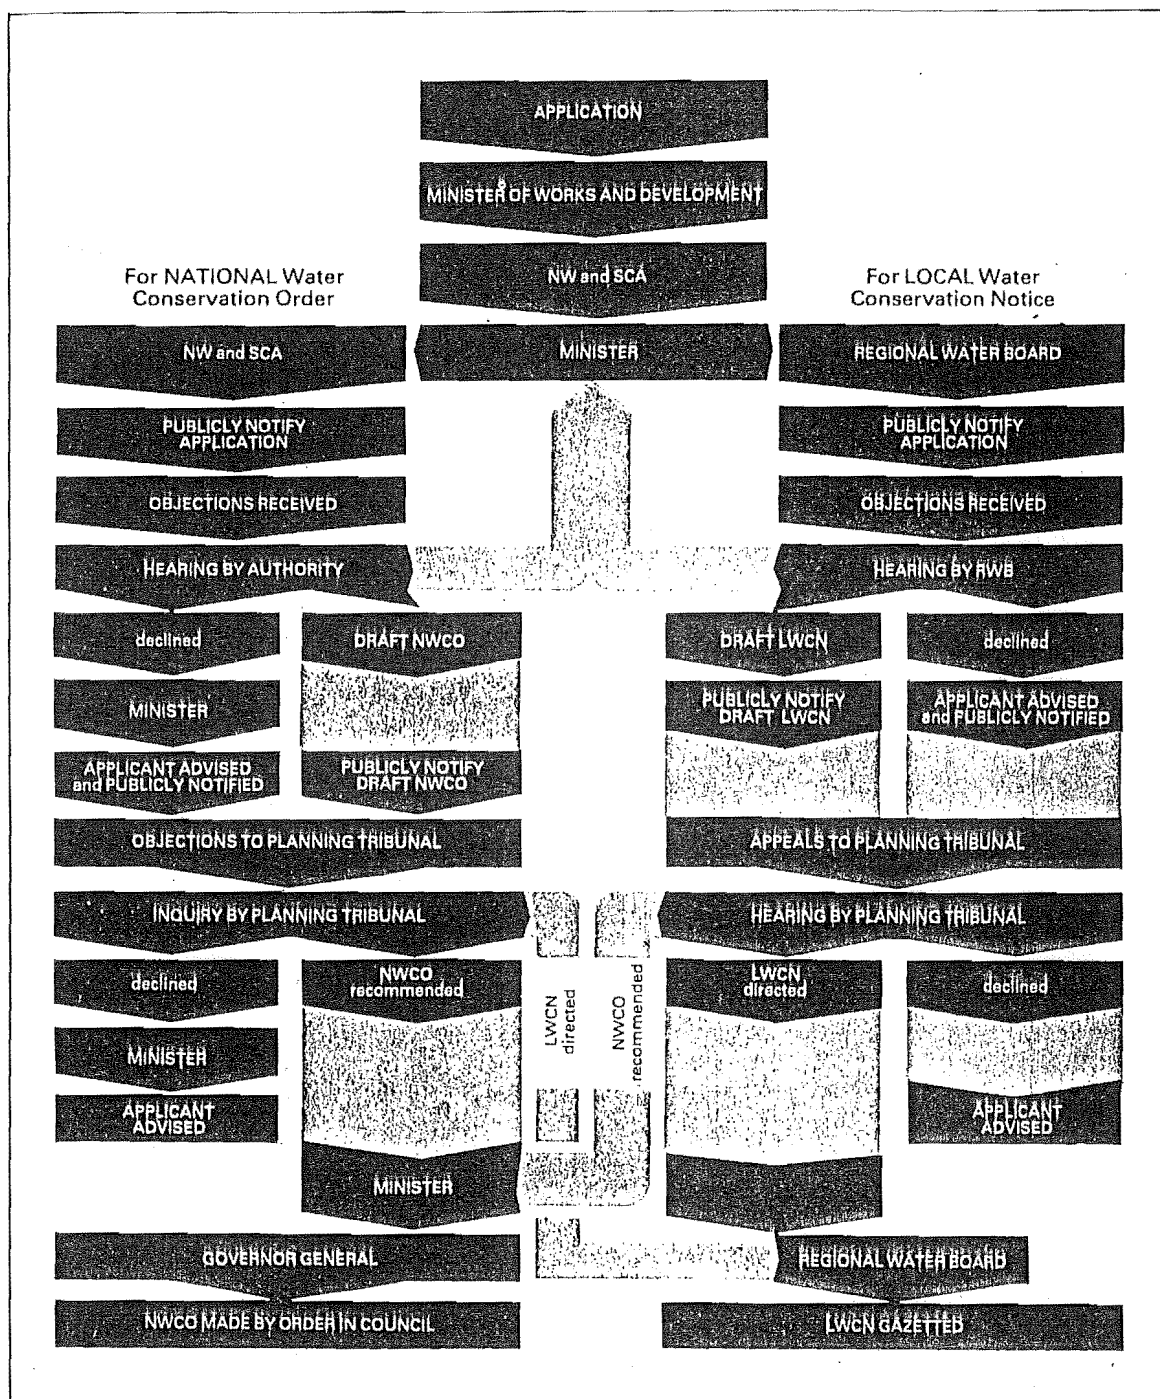 APPLICATION
MINISTER OF WORKS AND DEVELOPMENT
NW and SCA
For NATIONAL Water
Conservation Order
For LOCAL Water
Conservation Notice
NW and SCA
MINISTER
REGIONAL WATER BOARD
PUBLICLY NOTIFY
APPLICATION
PUBLICLY NOTIFY
APPLICATION
OBJECTIONS RECEIVED
OBJECTIONS RECEIVED
HEARING BY AUTHORITY
HEARING BY RWB
declined
DRAFT NWCO
DRAFT LWCN
declined
MINISTER
PUBLICLY NOTIFY
DRAFT LWCN
APPLICANT ADVISED
and PUBLICLY NOTIFIED
APPLICANT ADVISED
and PUBLICLY NOTIFIED
PUBLICLY NOTIFY
DRAFT NWCO
OBJECTIONS TO PLANNING TRIBUNAL
APPEALS TO PLANNING TRIBUNAL
INQUIRY BY PLANNING TRIBUNAL
HEARING BY PLANNING TRIBUNAL
declined
NWCO
recommended
LWCN
directed
NWCO
recommended
LWCN
directed
declined
MINISTER
APPLICANT
ADVISED
APPLICANT
ADVISED
MINISTER
GOVERNOR GENERAL
REGIONAL WATER BOARD
NWCO MADE BY ORDER IN COUNCIL
LWCN GAZETTED